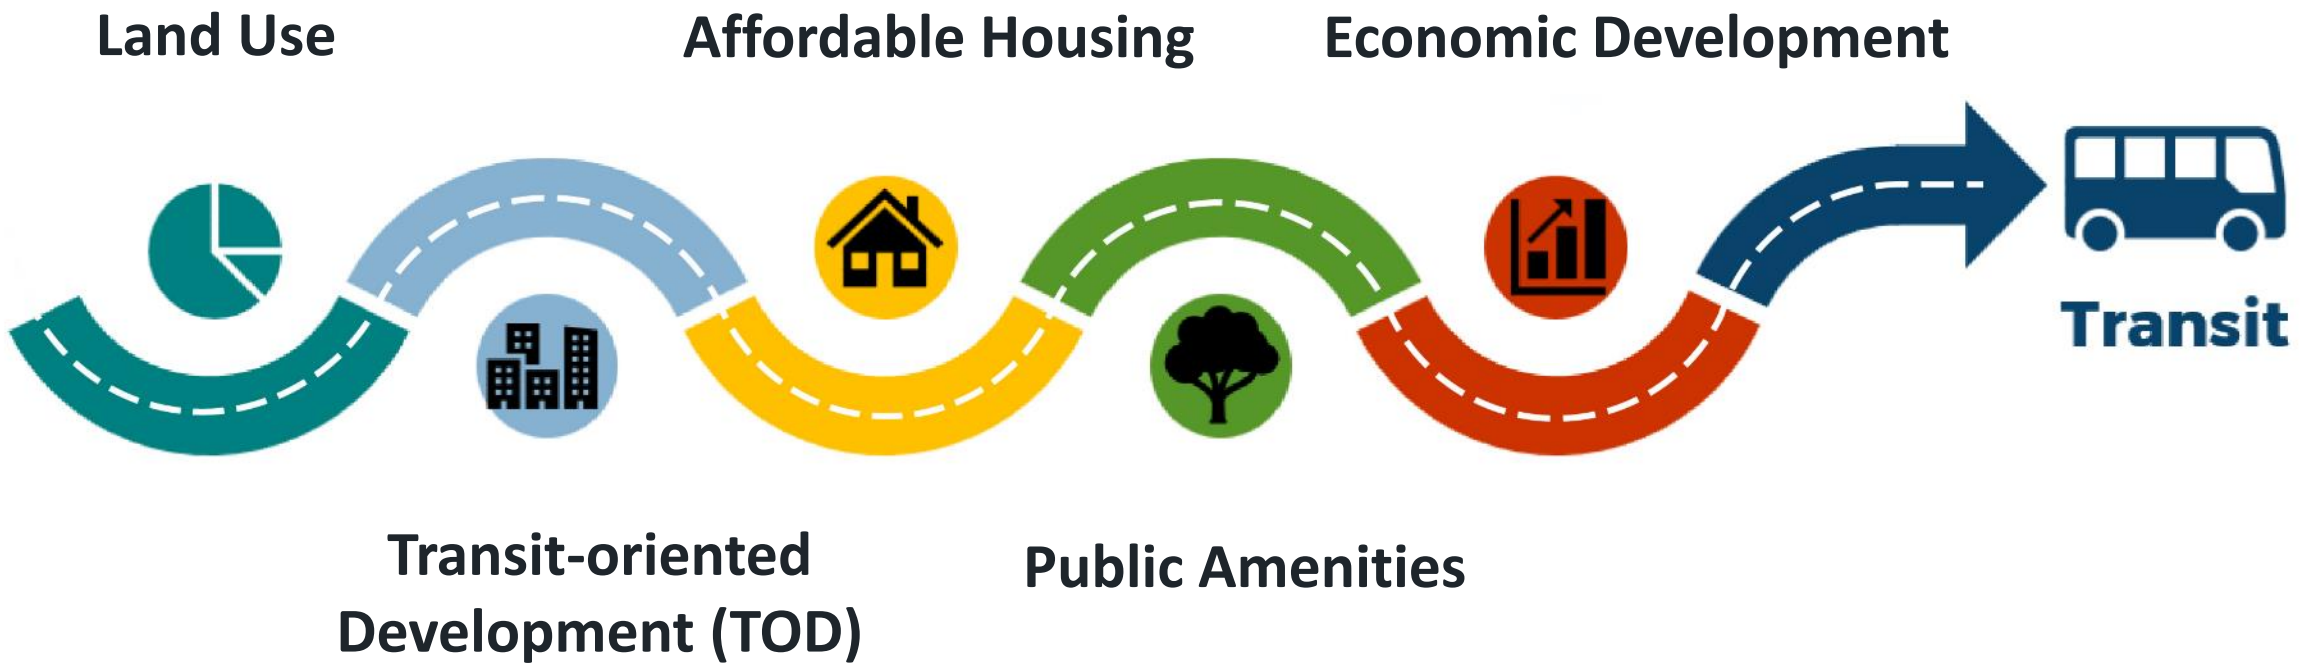 Land Use
Affordable Housing
Economic Development
Transit
Transit-oriented
Development (TOD)
Public Amenities